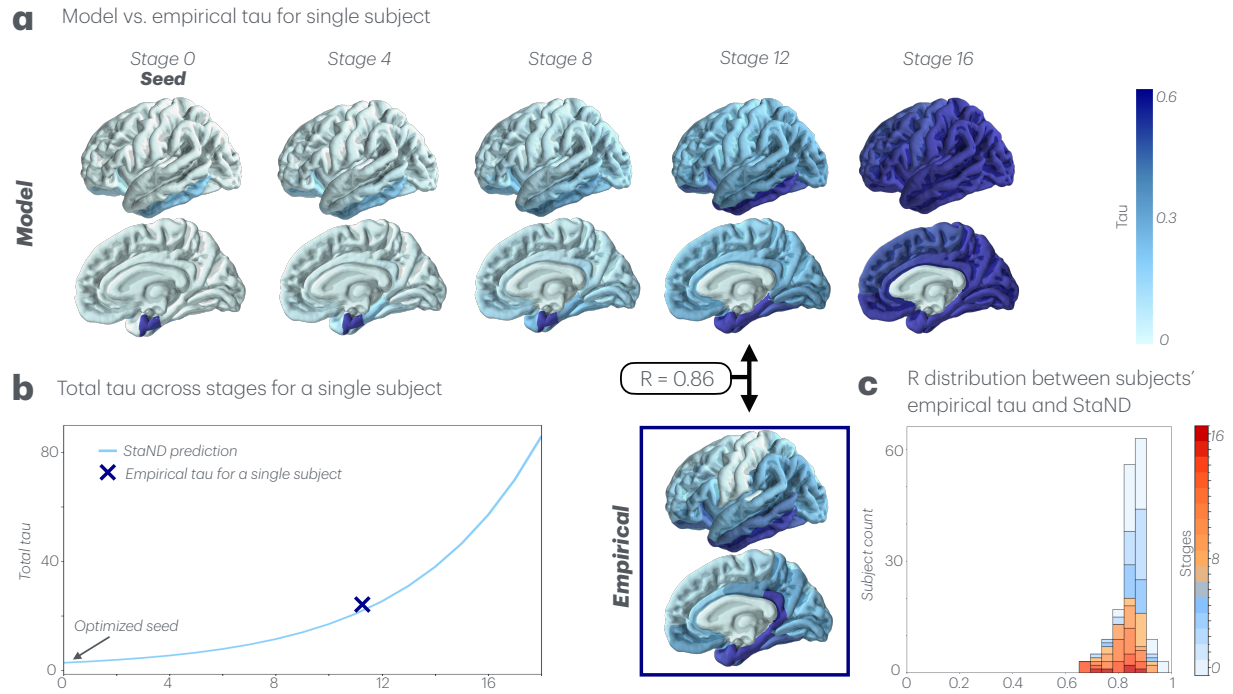 a Model vs. empirical tau for single subject
Stage 0 Stage 4 Stage 8 Stage 12 Stage 16
Seed
Model
0.6
Tau
0.3
0
R = 0.86
b Total tau across stages for a single subject
80
40
0
Total tau
StaND prediction
Empirical tau for a single subject
Optimized seed
0 4 8 12 16
Empirical
c R distribution between subjects'
empirical tau and StaND
60
30
0
Subject count
0 0.2 0.4 0.6 0.8 1
Stages
16
8
0